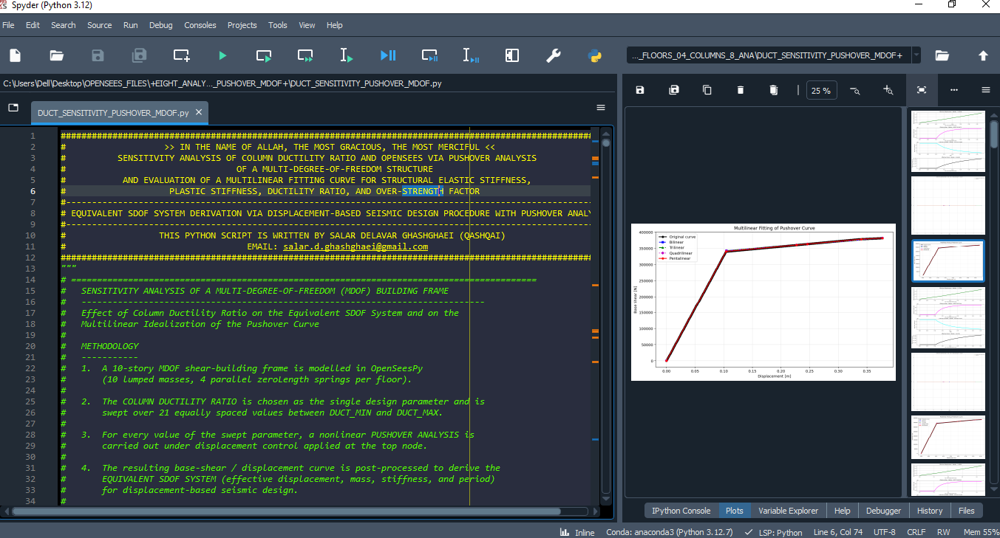 Spyder (Python 3.12)
File Edit Search Source Run Debug Consoles Projects Tools View Help
..._FLOORS_04_COLUMNS_8_ANA\DUCT_SENSITIVITY_PUSHOVER_MDOF+
C:\Users\Dell\Desktop\OPENSEES_FILES\+EIGHT_ANALY..._PUSHOVER_MDOF+\DUCT_SENSITIVITY_PUSHOVER_MDOF.py
25 %
DUCT_SENSITIVITY_PUSHOVER_MDOF.py
1 ######################################################################################################
2 # >> IN THE NAME OF ALLAH, THE MOST GRACIOUS, THE MOST MERCIFUL <<
3 # SENSITIVITY ANALYSIS OF COLUMN DUCTILITY RATIO AND OPENSEES VIA PUSHOVER ANALYSIS
4 # OF A MULTI-DEGREE-OF-FREEDOM STRUCTURE
5 # AND EVALUATION OF A MULTILINEAR FITTING CURVE FOR STRUCTURAL ELASTIC STIFFNESS,
6 # PLASTIC STIFFNESS, DUCTILITY RATIO, AND OVER-STRENGTH FACTOR
7 #-----------------------------------------------------------------------------------------------------
8 # EQUIVALENT SDOF SYSTEM DERIVATION VIA DISPLACEMENT-BASED SEISMIC DESIGN PROCEDURE WITH PUSHOVER ANALY
9 #-----------------------------------------------------------------------------------------------------
10 # THIS PYTHON SCRIPT IS WRITTEN BY SALAR DELAVAR GHASHGHAEI (QASHQAI)
11 # EMAIL: salar.d.ghashghaei@gmail.com
12 ######################################################################################################
13 """
14 # ==========================================================================================
15 # SENSITIVITY ANALYSIS OF A MULTI-DEGREE-OF-FREEDOM (MDOF) BUILDING FRAME
16 # ------------------------------------------------------------------------------
17 # Effect of Column Ductility Ratio on the Equivalent SDOF System and on the
18 # Multilinear Idealization of the Pushover Curve
19 #
20 # METHODOLOGY
21 # -----------
22 # 1. A 10-story MDOF shear-building frame is modelled in OpenSeesPy
23 # (10 lumped masses, 4 parallel zeroLength springs per floor).
24 #
25 # 2. The COLUMN DUCTILITY RATIO is chosen as the single design parameter and is
26 # swept over 21 equally spaced values between DUCT_MIN and DUCT_MAX.
27 #
28 # 3. For every value of the swept parameter, a nonlinear PUSHOVER ANALYSIS is
29 # carried out under displacement control applied at the top node.
30 #
31 # 4. The resulting base-shear / displacement curve is post-processed to derive the
32 # EQUIVALENT SDOF SYSTEM (effective displacement, mass, stiffness, and period)
33 # for displacement-based seismic design.
34 #
Multilinear Fitting of Pushover Curve
Original curve
Bilinear
Trilinear
Quadrilinear
Pentalinear
Base Shear [N]
400000
350000
300000
250000
200000
150000
100000
50000
0
0.00 0.05 0.10 0.15 0.20 0.25 0.30 0.35
Displacement [m]
IPython Console Plots Variable Explorer Help Debugger History Files
Inline Conda: anaconda3 (Python 3.12.7) LSP: Python Line 6, Col 74 UTF-8 CRLF RW Mem 55%